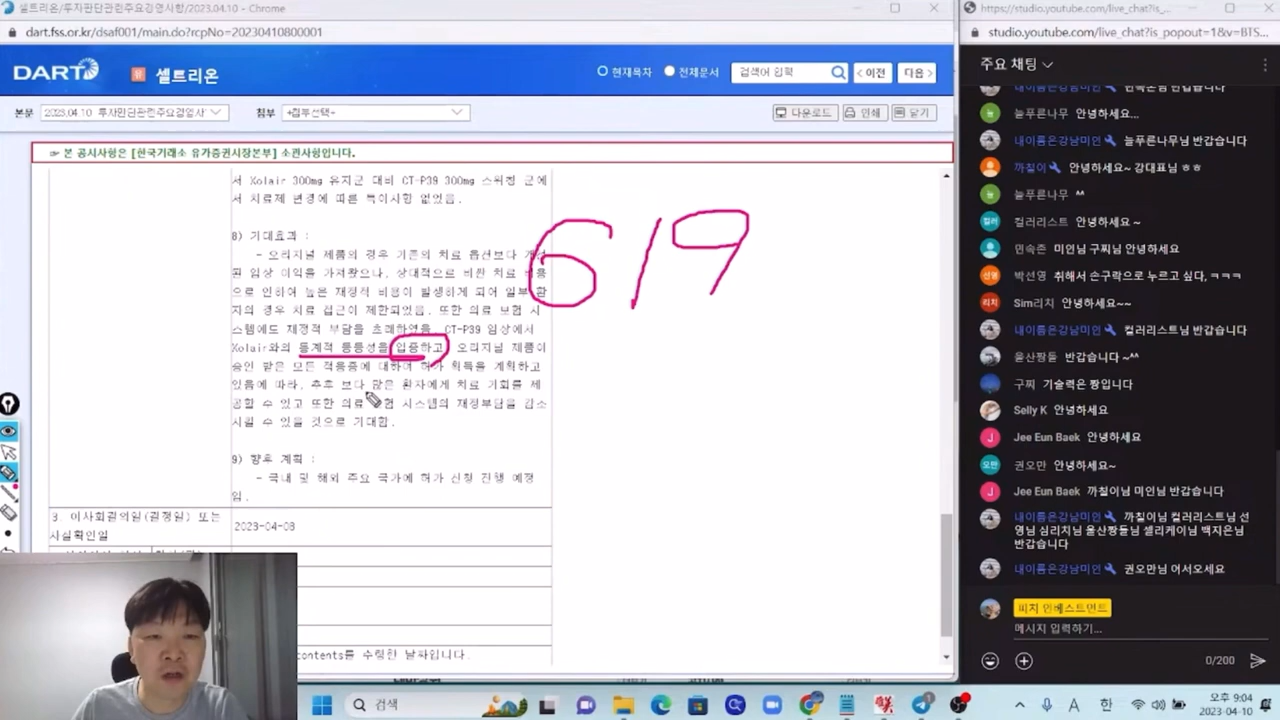 셀트리온/투자판단관련주요경영사항/2023.04.10 - Chrome
dart.fss.or.kr/dsaf001/main.do?rcpNo=20230410800001
DART 유 셀트리온
현재목차 전체문서 검색어 입력 이전 다음
본문 2023.04.10 투자판단관련주요경영사 첨부 +첨부선택+ 다운로드 인쇄 닫기
☞ 본 공시사항은 [한국거래소 유가증권시장본부] 소관사항입니다.
서 Xolair 300mg 유지군 대비 CT-P39 300mg 스위칭 군에
서 치료제 변경에 따른 특이사항 없었음.
8) 기대효과 :
- 오리지널 제품의 경우 기존의 치료 옵션보다 개선
된 임상 이익을 가져왔으나, 상대적으로 비싼 치료 비용
으로 인하여 높은 재정적 비용이 발생하게 되어 일부 환
자의 경우 치료 접근이 제한되었음. 또한 의료 보험 시
스템에도 재정적 부담을 초래하였음. CT-P39 임상에서
Xolair와의 통계적 동등성을 입증하고 오리지널 제품이
승인 받은 모든 적응증에 대하여 허가 획득을 계획하고
있음에 따라, 추후 보다 많은 환자에게 치료 기회를 제
공할 수 있고 또한 의료 보험 시스템의 재정부담을 감소
시킬 수 있을 것으로 기대함.
9) 향후 계획 :
- 국내 및 해외 주요 국가에 허가 신청 진행 예정
임.
3. 이사회결의일(결정일) 또는
사실확인일
2023-04-08
contents를 수령한 날짜입니다.
619
https://studio.youtube.com/live_chat?is_...
studio.youtube.com/live_chat?is_popout=1&v=BTS...
주요 채팅
내이름은강남미인 민속촌님 반갑습니다
늘푸른나무 안녕하세요...
내이름은강남미인 늘푸른나무님 반갑습니다
까칠이 안녕하세요~ 강대표님 ㅎㅎ
늘푸른나무 ^^
컬러리스트 안녕하세요 ~
민속준 미인님 구찌님 안녕하세요
박선영 취해서 손구락으로 누르고 싶다, ㅋㅋㅋ
Sim리치 안녕하세요~~
내이름은강남미인 컬러리스트님 반갑습니다
울산짱돌 반갑습니다 ~^^
구찌 기술력은 짱입니다
Selly K 안녕하세요
Jee Eun Baek 안녕하세요
권오만 안녕하세요~
Jee Eun Baek 까칠이님 미인님 반갑습니다
내이름은강남미인 까칠이님 컬러리스트님 선
영님 심리치님 울산짱돌님 셀리케이님 백지은님
반갑습니다
내이름은강남미인 권오만님 어서오세요
피치 인베스트먼트
메시지 입력하기...
0/200
검색
A 한
오후 9:04
2023-04-10